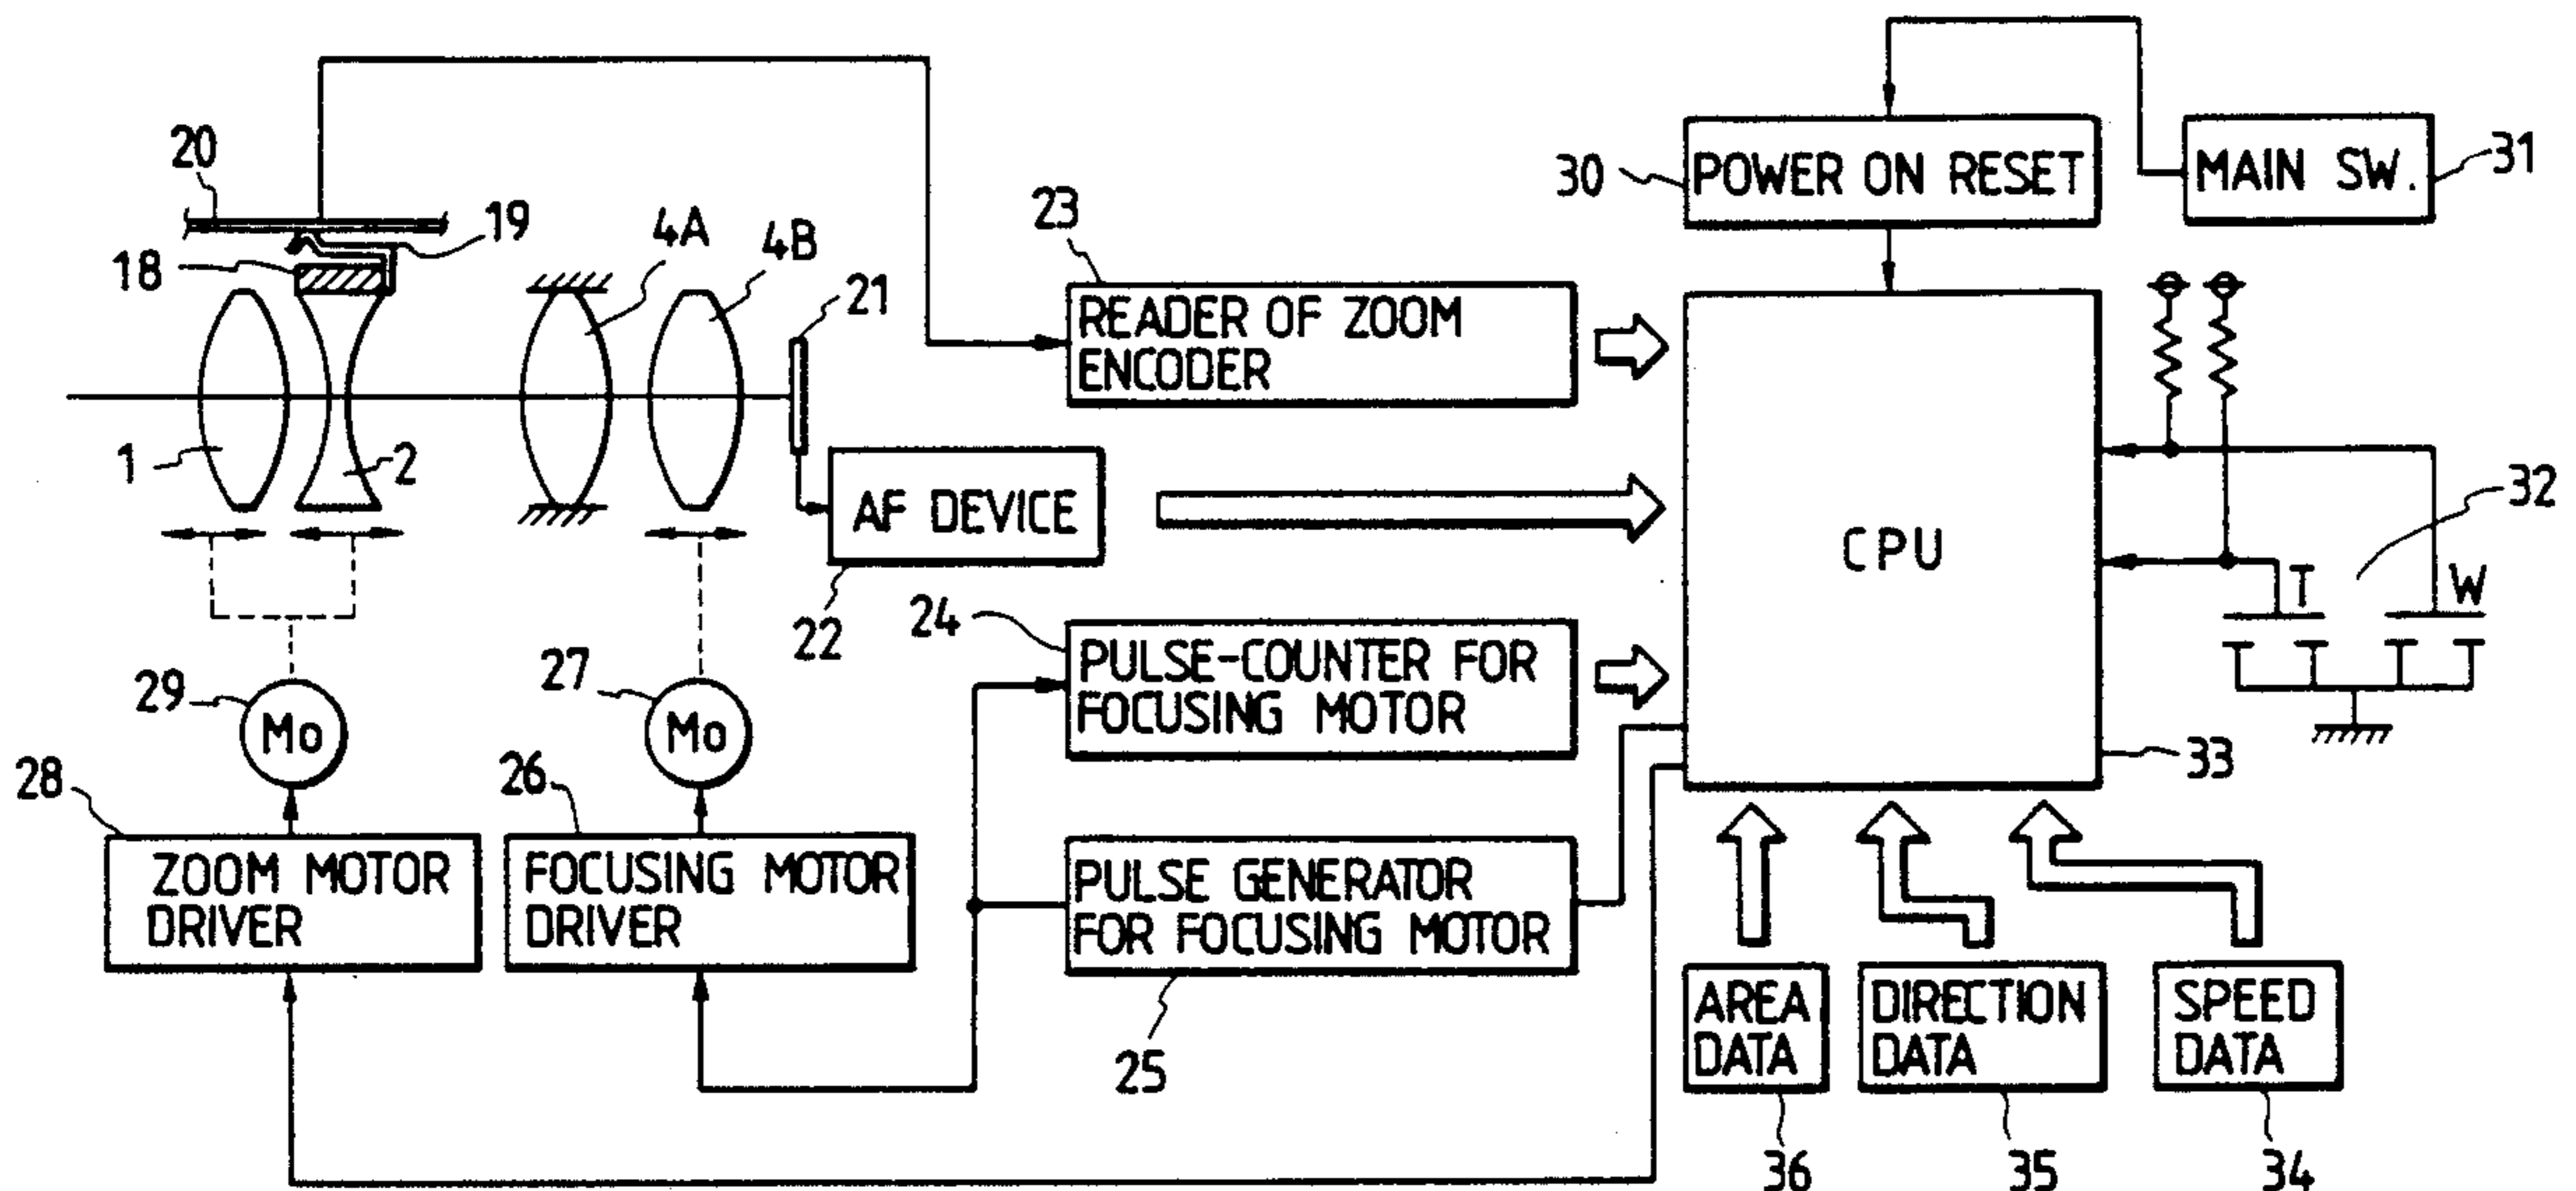 20
19
18
4A
4B
21
1
2
23
READER OF ZOOM
ENCODER
30
POWER ON RESET
MAIN SW.
31
AF DEVICE
22
CPU
32
T
W
33
24
PULSE-COUNTER FOR
FOCUSING MOTOR
29
Mo
27
Mo
28
ZOOM MOTOR
DRIVER
26
FOCUSING MOTOR
DRIVER
PULSE GENERATOR
FOR FOCUSING MOTOR
25
AREA
DATA
36
DIRECTION
DATA
35
SPEED
DATA
34